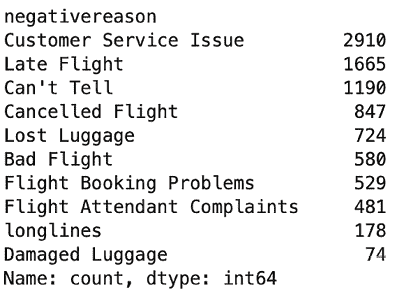 negativereason
Customer Service Issue 2910
Late Flight 1665
Can't Tell 1190
Cancelled Flight 847
Lost Luggage 724
Bad Flight 580
Flight Booking Problems 529
Flight Attendant Complaints 481
longlines 178
Damaged Luggage 74
Name: count, dtype: int64